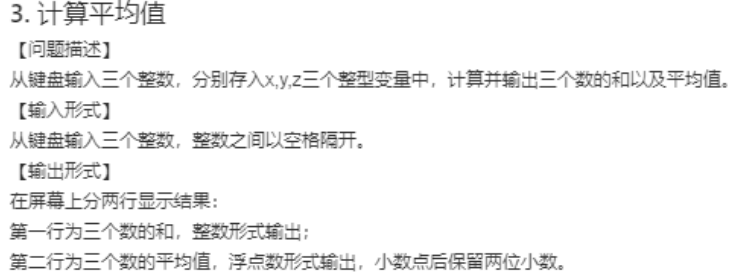 3. 计算平均值
【问题描述】
从键盘输入三个整数，分别存入x,y,z三个整型变量中，计算并输出三个数的和以及平均值。
【输入形式】
从键盘输入三个整数，整数之间以空格隔开。
【输出形式】
在屏幕上分两行显示结果：
第一行为三个数的和，整数形式输出；
第二行为三个数的平均值，浮点数形式输出，小数点后保留两位小数。